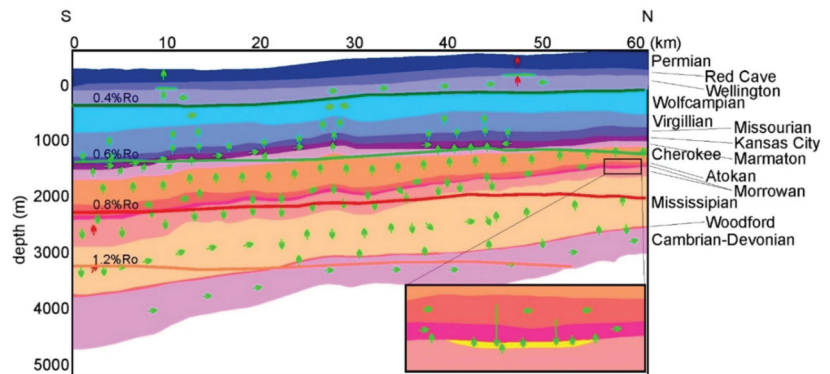 S N
0 10 20 30 40 50 60 (km)
Permian
Red Cave
0
Wellington
0.4%Ro
Wolfcampian
Virgillian
Missourian
1000
Kansas City
0.6%Ro
Cherokee
Marmaton
Atokan
2000
Morrowan
0.8%Ro
Mississipian
Woodford
3000
Cambrian-Devonian
1.2%Ro
4000
5000
depth (m)